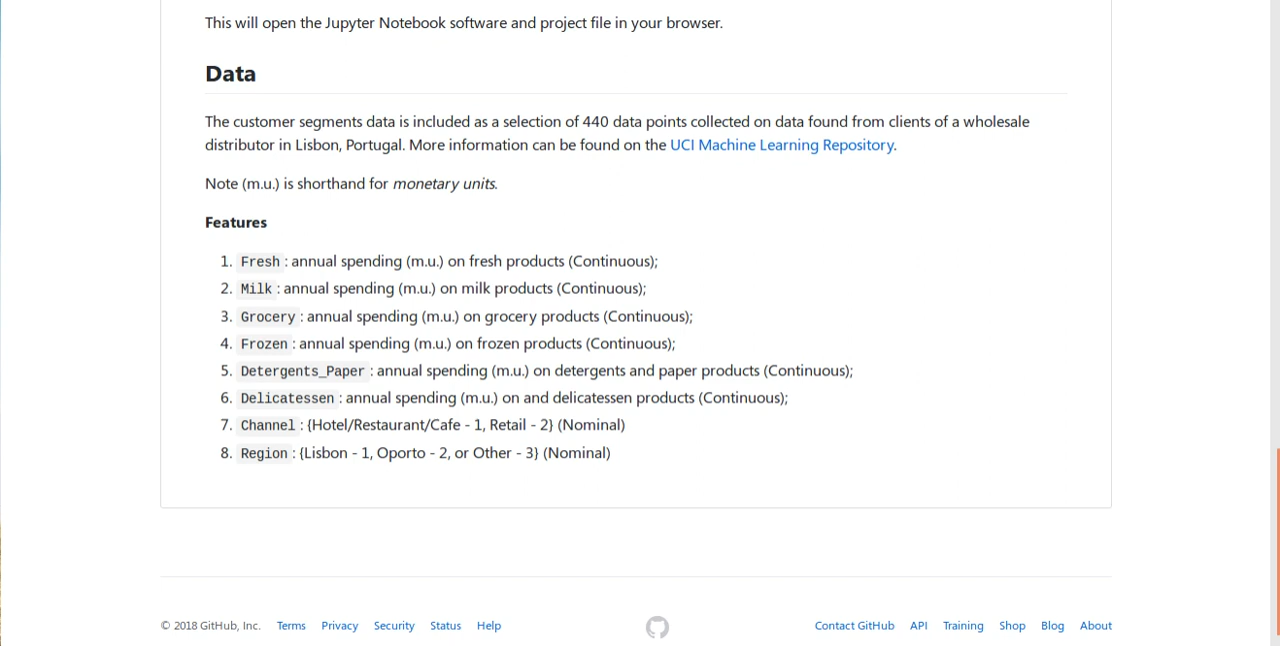 This will open the Jupyter Notebook software and project file in your browser.
Data
The customer segments data is included as a selection of 440 data points collected on data found from clients of a wholesale
distributor in Lisbon, Portugal. More information can be found on the UCI Machine Learning Repository.
Note (m.u.) is shorthand for monetary units.
Features
1. Fresh : annual spending (m.u.) on fresh products (Continuous);
2. Milk : annual spending (m.u.) on milk products (Continuous);
3. Grocery : annual spending (m.u.) on grocery products (Continuous);
4. Frozen : annual spending (m.u.) on frozen products (Continuous);
5. Detergents_Paper : annual spending (m.u.) on detergents and paper products (Continuous);
6. Delicatessen : annual spending (m.u.) on and delicatessen products (Continuous);
7. Channel : {Hotel/Restaurant/Cafe - 1, Retail - 2} (Nominal)
8. Region : {Lisbon - 1, Oporto - 2, or Other - 3} (Nominal)
© 2018 GitHub, Inc. Terms Privacy Security Status Help Contact GitHub API Training Shop Blog About